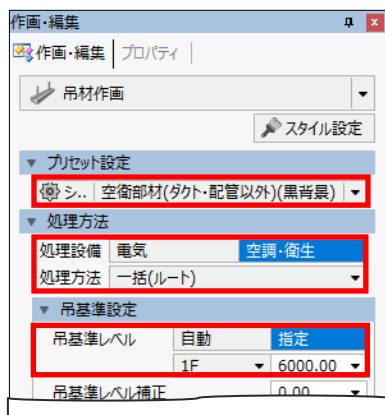 作画・編集
作画・編集 プロパティ
吊材作画
スタイル設定
プリセット設定
シ.. 空衛部材(ダクト・配管以外)(黒背景)
処理方法
処理設備 電気 空調・衛生
処理方法 一括(ルート)
吊基準設定
吊基準レベル 自動 指定
1F 6000.00
吊基準レベル補正 0.00